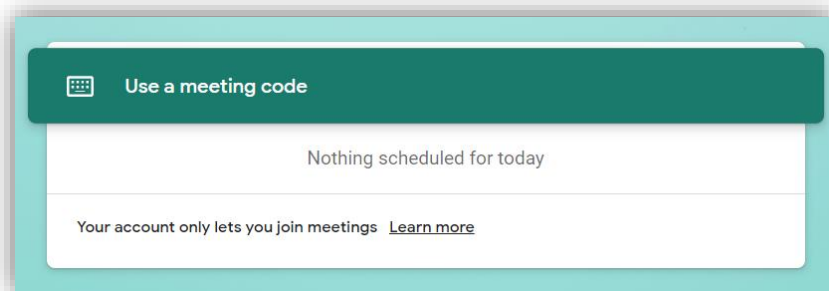 Use a meeting code
Nothing scheduled for today
Your account only lets you join meetings Learn more